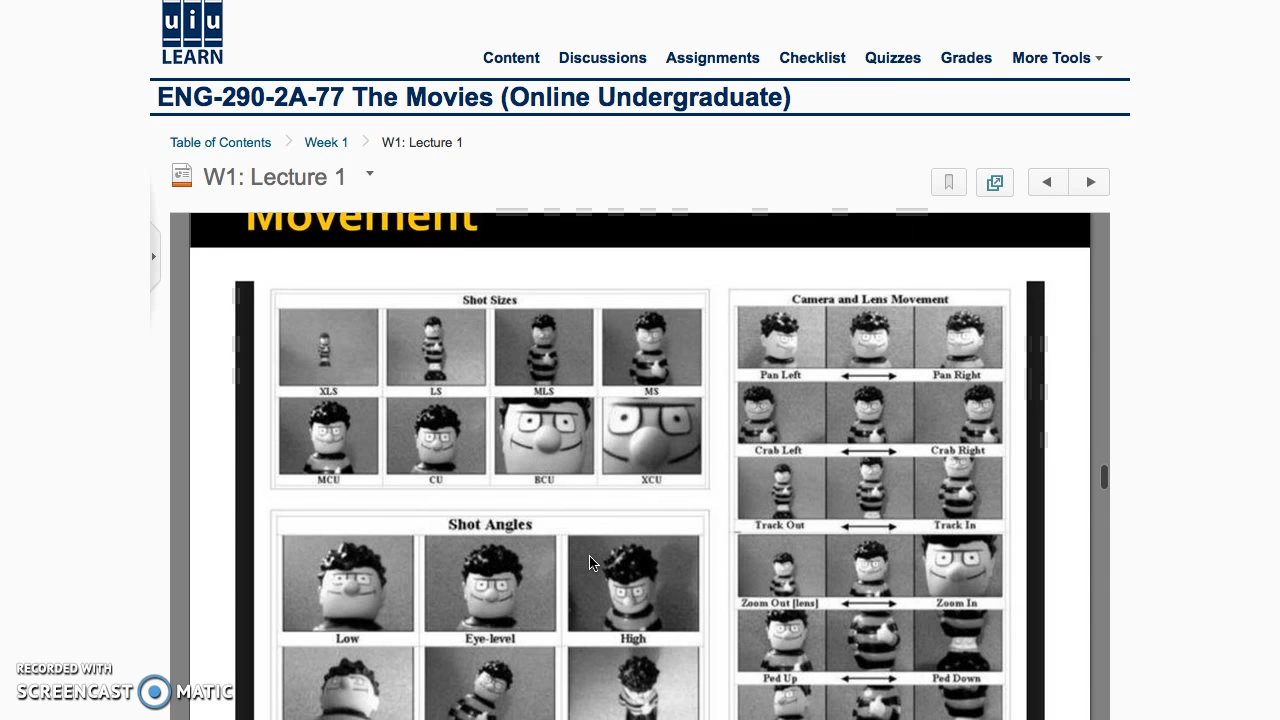 uiu
LEARN
Content Discussions Assignments Checklist Quizzes Grades More Tools
ENG-290-2A-77 The Movies (Online Undergraduate)
Table of Contents Week 1 W1: Lecture 1
W1: Lecture 1
Movement
Shot Sizes
XLS LS MLS MS
MCU CU BCU XCU
Shot Angles
Low Eye-level High
Camera and Lens Movement
Pan Left Pan Right
Crab Left Crab Right
Track Out Track In
Zoom Out [lens] Zoom In
Ped Up Ped Down
RECORDED WITH
SCREENCAST MATIC